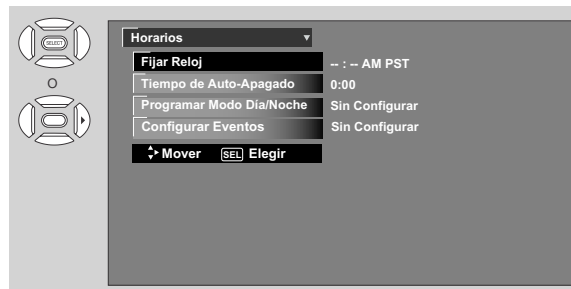 SELECT
O
Horarios
Fijar Reloj -- : -- AM PST
Tiempo de Auto-Apagado 0:00
Programar Modo Día/Noche Sin Configurar
Configurar Eventos Sin Configurar
Mover SEL Elegir